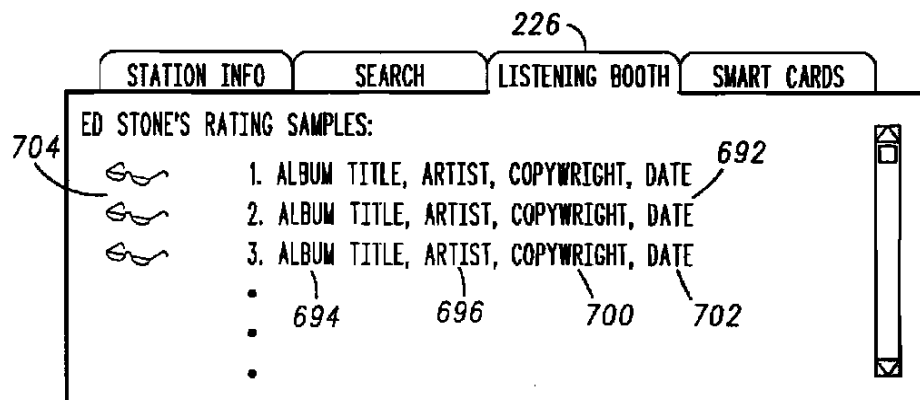 226
STATION INFO SEARCH LISTENING BOOTH SMART CARDS
ED STONE'S RATING SAMPLES:
704
692
1. ALBUM TITLE, ARTIST, COPYWRIGHT, DATE
2. ALBUM TITLE, ARTIST, COPYWRIGHT, DATE
3. ALBUM TITLE, ARTIST, COPYWRIGHT, DATE
694 696 700 702